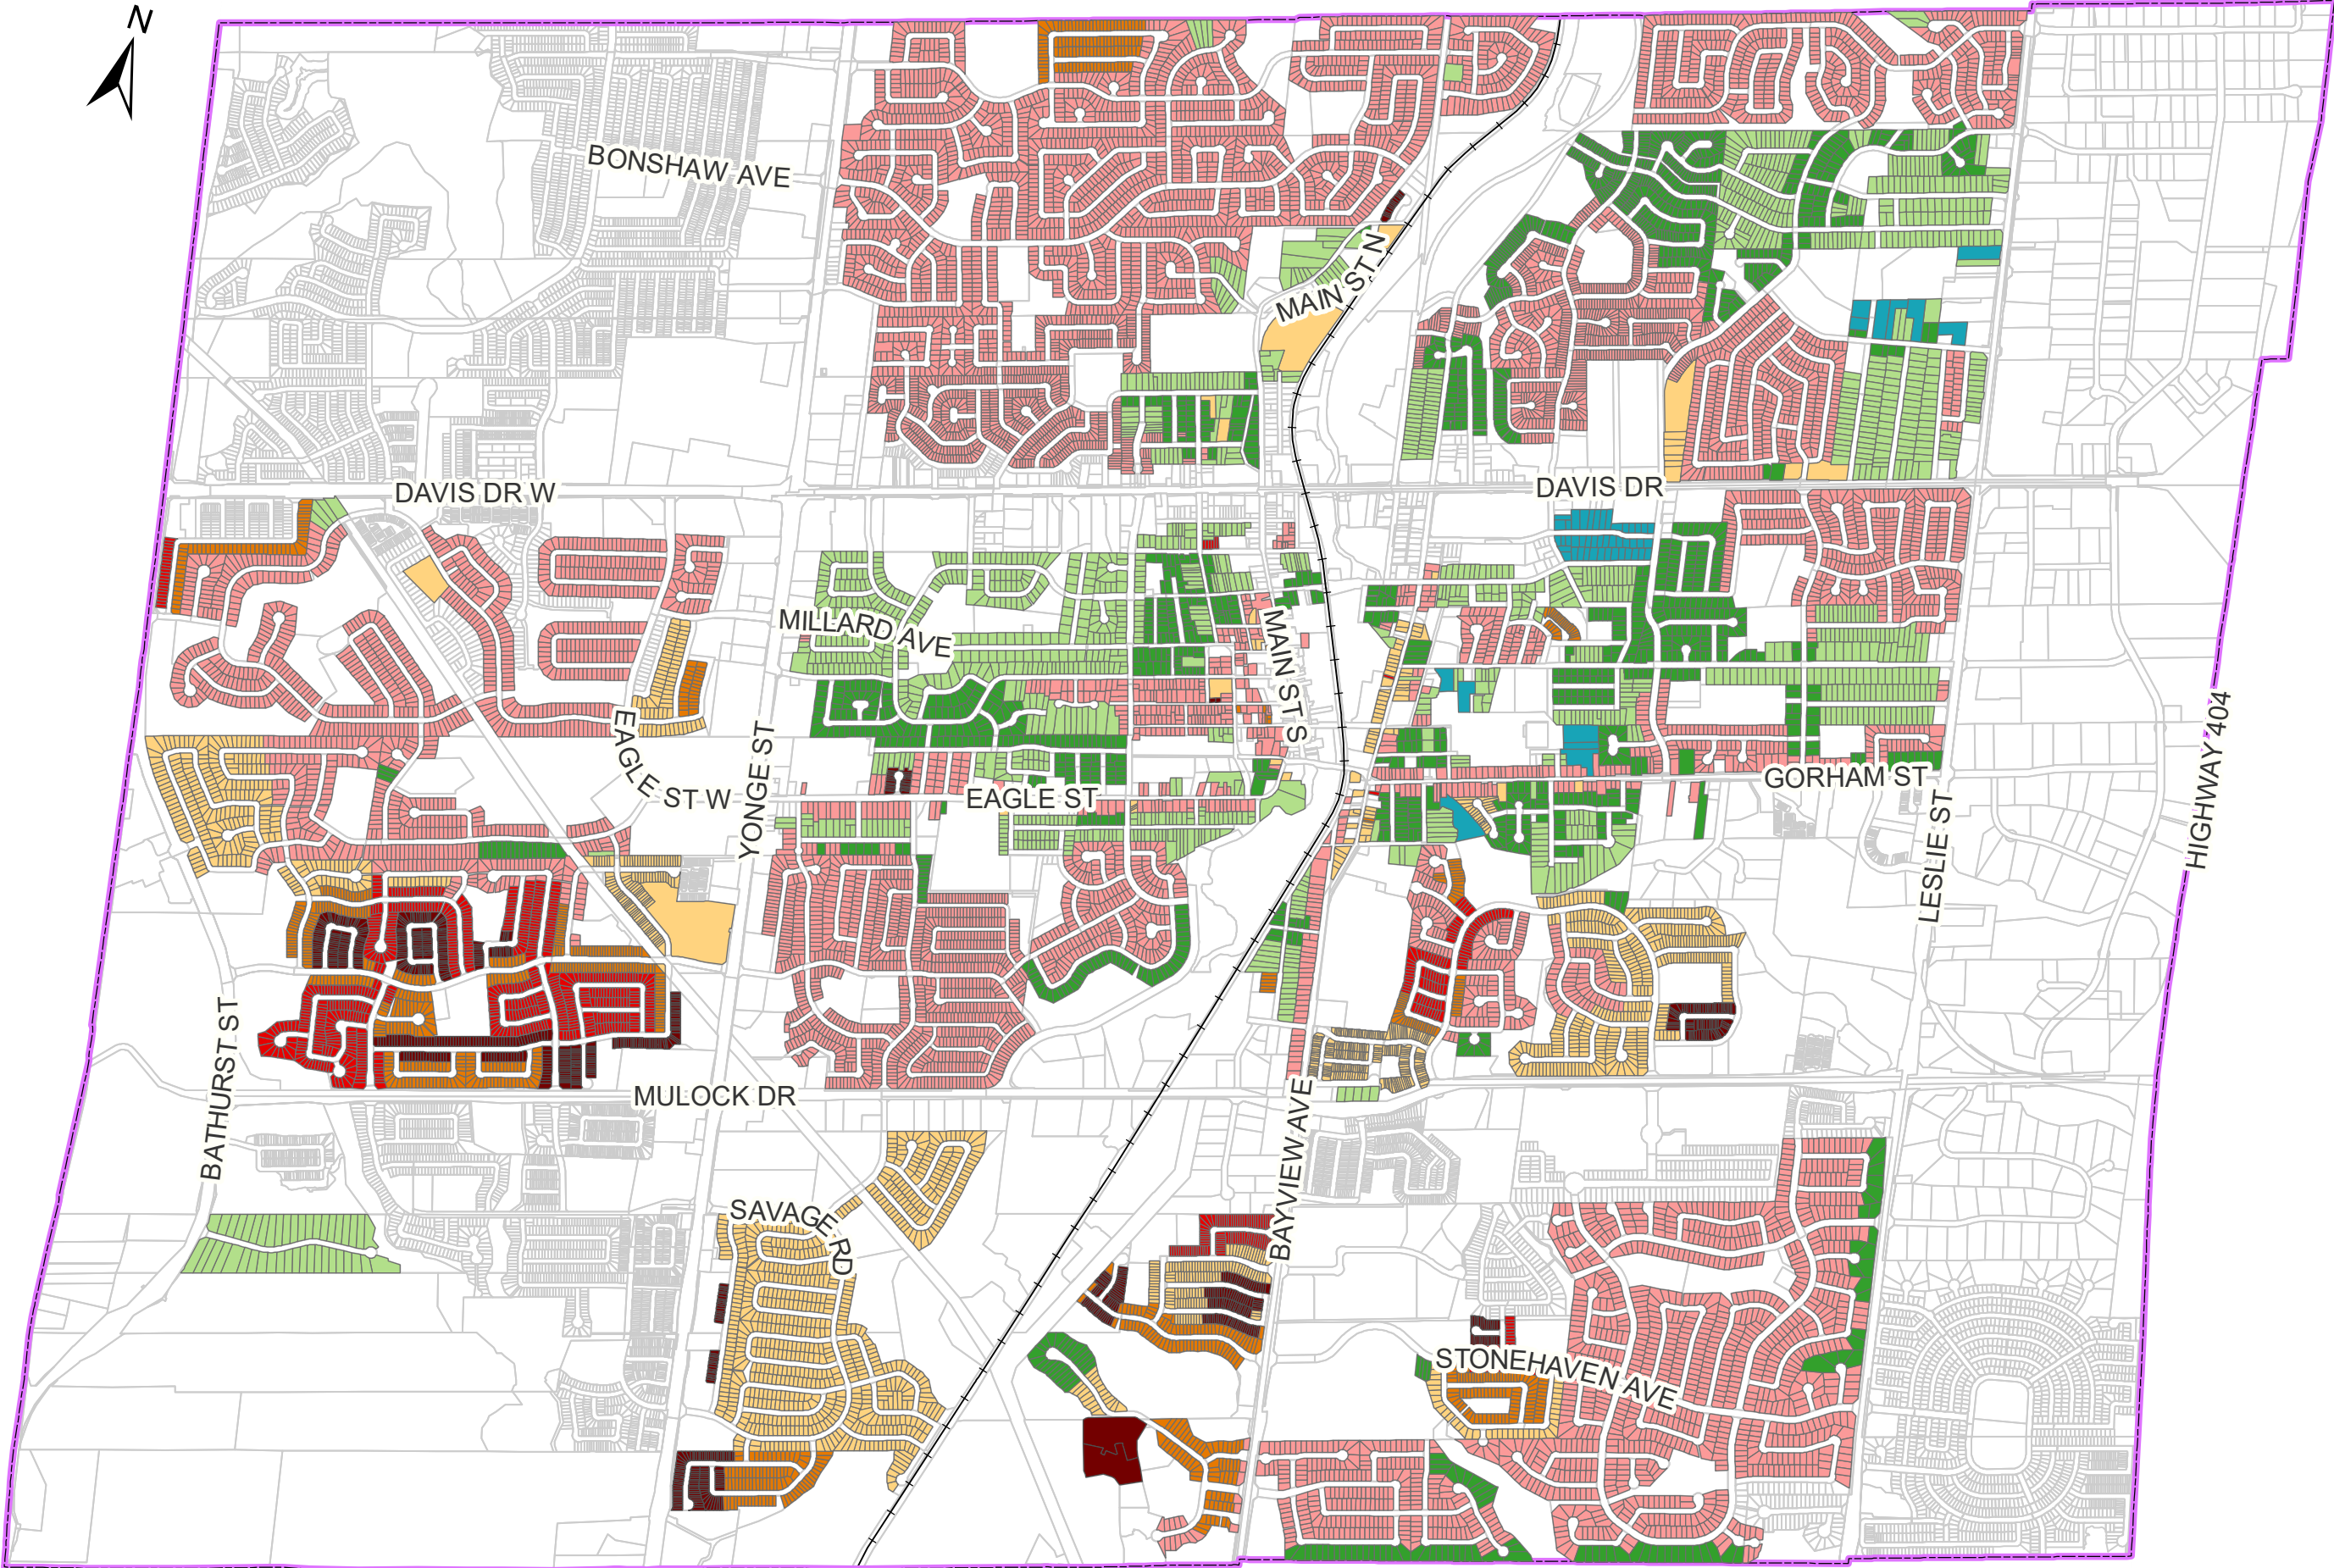 N
BONSHAW AVE
MAIN ST N
DAVIS DR W
DAVIS DR
MILLARD AVE
MAIN ST S
EAGLE ST W
YONGE ST
EAGLE ST
GORHAM ST
HIGHWAY 404
LESLIE ST
BATHURST ST
MULOCK DR
BAYVIEW AVE
SAVAGE RD
STONEHAVEN AVE